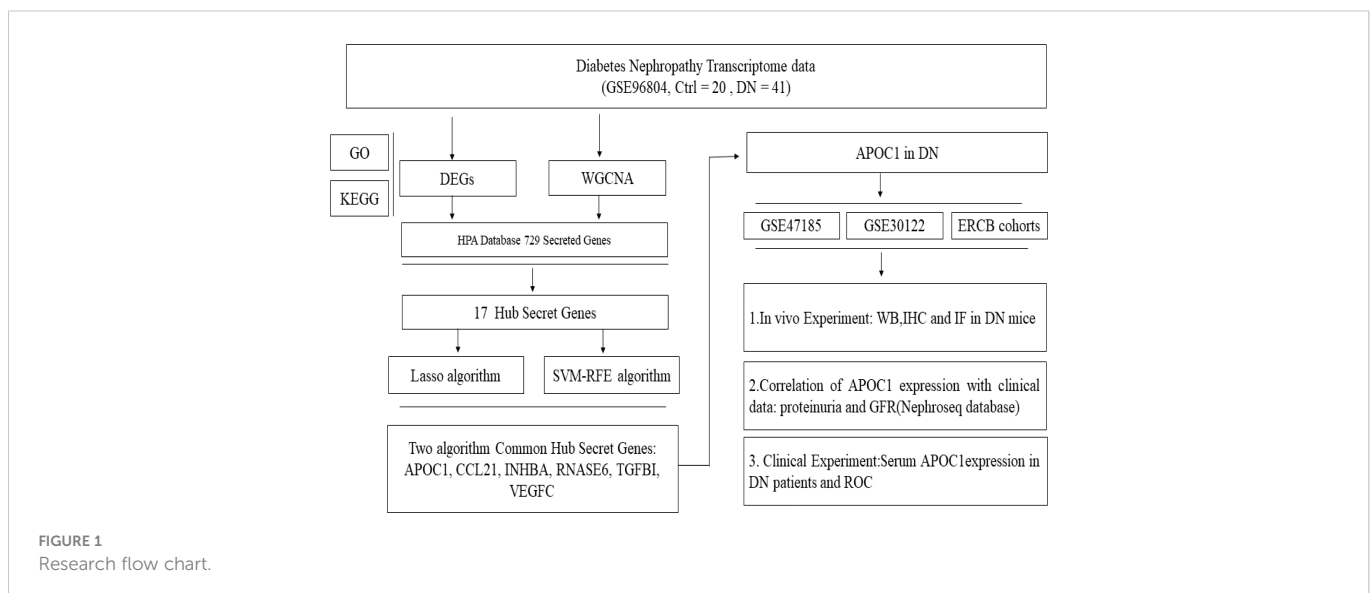 Diabetes Nephropathy Transcriptome data
(GSE96804, Ctrl = 20 , DN = 41)
GO
KEGG
DEGs
WGCNA
HPA Database 729 Secreted Genes
17 Hub Secret Genes
Lasso algorithm
SVM-RFE algorithm
Two algorithm Common Hub Secret Genes:
APOC1, CCL21, INHBA, RNASE6, TGFBI,
VEGFC
APOC1 in DN
GSE47185
GSE30122
ERCB cohorts
1.In vivo Experiment: WB,IHC and IF in DN mice
2.Correlation of APOC1 expression with clinical
data: proteinuria and GFR(Nephroseq database)
3. Clinical Experiment:Serum APOC1expression in
DN patients and ROC
FIGURE 1
Research flow chart.